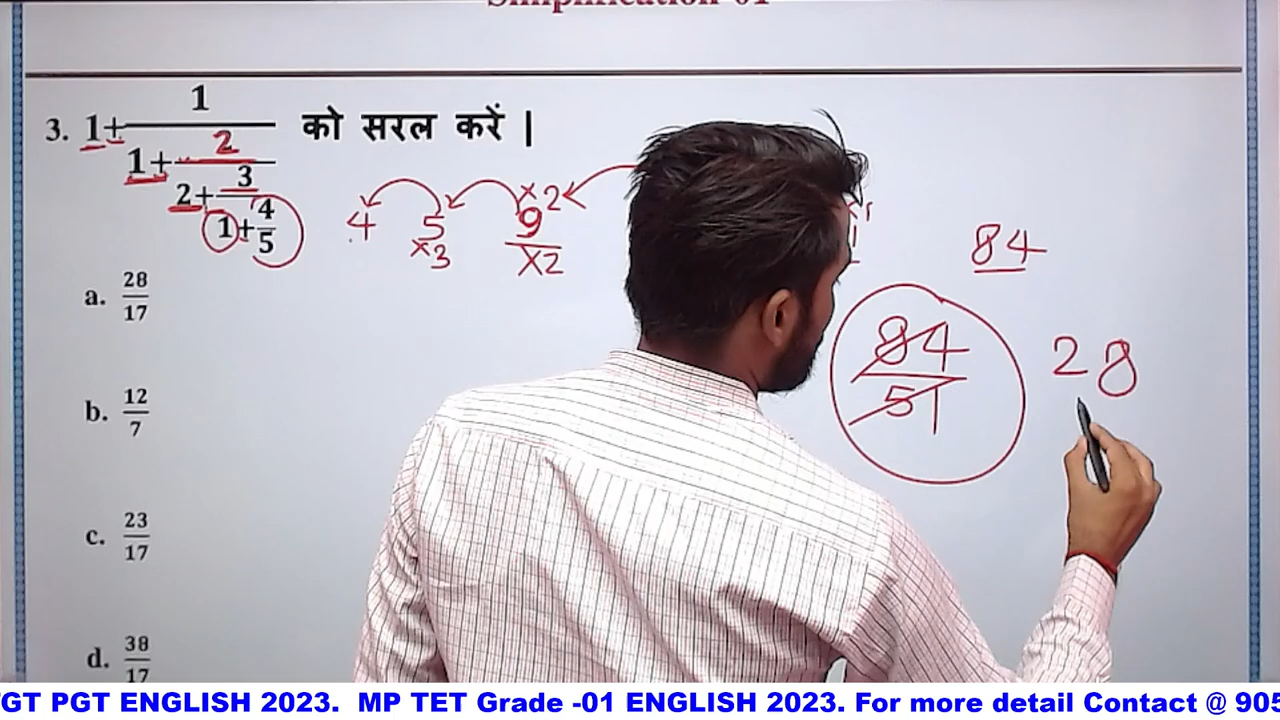 Simplification-01
3. 1+
1
1+
2
2+
3
1+
4
5
को सरल करें |
4 5 9 ×2
×3 ×2
84
84
51
28
a. 28/17
b. 12/7
c. 23/17
d. 38/17
TGT PGT ENGLISH 2023. MP TET Grade -01 ENGLISH 2023. For more detail Contact @ 905